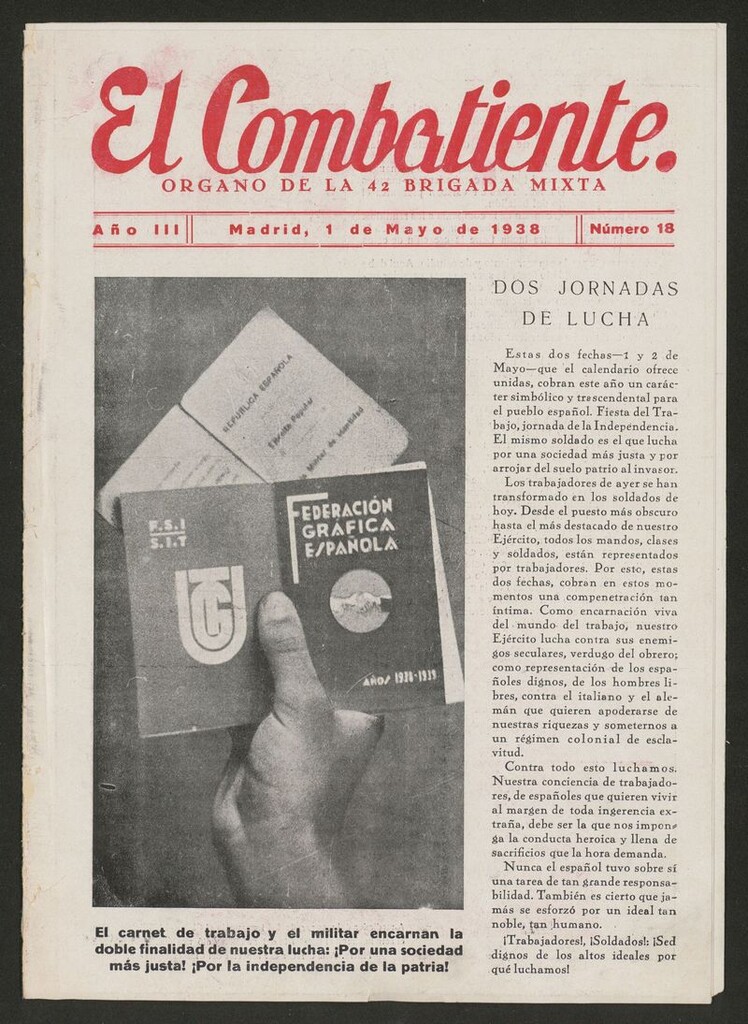 El Combatiente.
ORGANO DE LA 42 BRIGADA MIXTA
Año III
Madrid, 1 de Mayo de 1938
Número 18
REPUBLICA ESPAÑOLA
Ejército Popular
Militar de Identidad
F.S.I
S.I.T
UGT
FEDERACIÓN
GRAFICA
ESPAÑOLA
AÑOS 1938-1939
El carnet de trabajo y el militar encarnan la
doble finalidad de nuestra lucha: ¡Por una sociedad
más justa! ¡Por la independencia de la patria!
DOS JORNADAS
DE LUCHA
Estas dos fechas—1 y 2 de
Mayo—que el calendario ofrece
unidas, cobran este año un carác-
ter simbólico y trascendental para
el pueblo español. Fiesta del Tra-
bajo, jornada de la Independencia.
El mismo soldado es el que lucha
por una sociedad más justa y por
arrojar del suelo patrio al invasor.
Los trabajadores de ayer se han
transformado en los soldados de
hoy. Desde el puesto más obscuro
hasta el más destacado de nuestro
Ejército, todos los mandos, clases
y soldados, están representados
por trabajadores. Por esto, estas
dos fechas, cobran en estos mo-
mentos una compenetración tan
íntima. Como encarnación viva
del mundo del trabajo, nuestro
Ejército lucha contra sus enemi-
gos seculares, verdugo del obrero;
como representación de los espa-
ñoles dignos, de los hombres li-
bres, contra el italiano y el ale-
mán que quieren apoderarse de
nuestras riquezas y someternos a
un régimen colonial de escla-
vitud.
Contra todo esto luchamos.
Nuestra conciencia de trabajado-
res, de españoles que quieren vivir
al margen de toda ingerencia ex-
traña, debe ser la que nos impon-
ga la conducta heroica y llena de
sacrificios que la hora demanda.
Nunca el español tuvo sobre sí
una tarea de tan grande responsa-
bilidad. También es cierto que ja-
más se esforzó por un ideal tan
noble, tan humano.
¡Trabajadores!, ¡Soldados!: ¡Sed
dignos de los altos ideales por
qué luchamos!